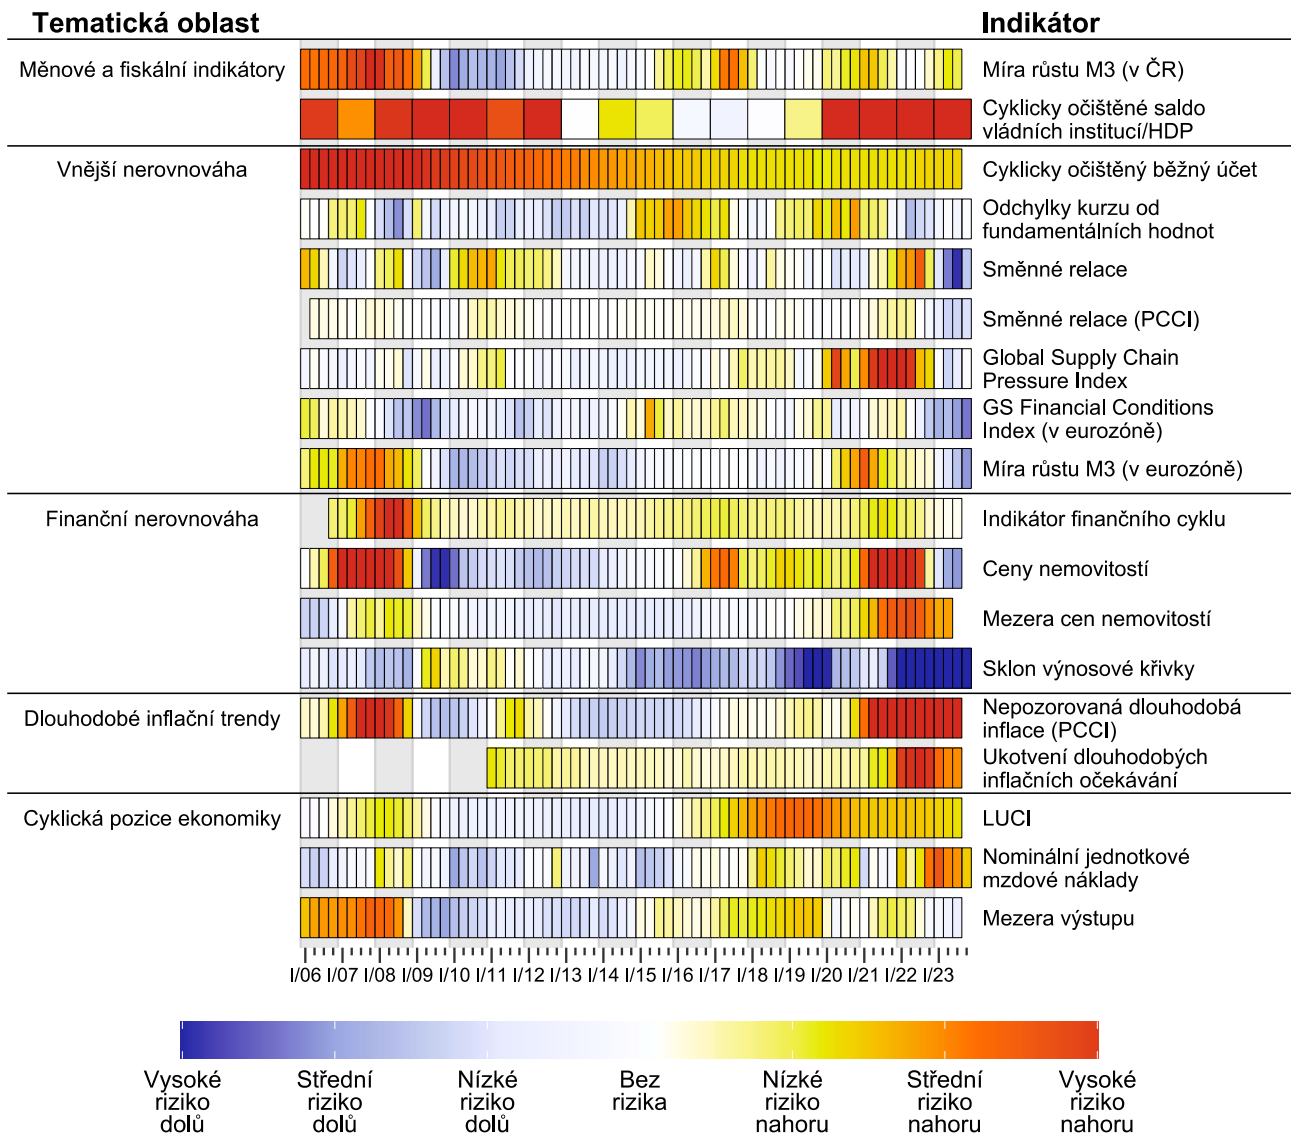 Tematická oblast
Indikátor
Měnové a fiskální indikátory
Míra růstu M3 (v ČR)
Cyklicky očištěné saldo
vládních institucí/HDP
Vnější nerovnováha
Cyklicky očištěný běžný účet
Odchylky kurzu od
fundamentálních hodnot
Směnné relace
Směnné relace (PCCI)
Global Supply Chain
Pressure Index
GS Financial Conditions
Index (v eurozóně)
Míra růstu M3 (v eurozóně)
Finanční nerovnováha
Indikátor finančního cyklu
Ceny nemovitostí
Mezera cen nemovitostí
Sklon výnosové křivky
Dlouhodobé inflační trendy
Nepozorovaná dlouhodobá
inflace (PCCI)
Ukotvení dlouhodobých
inflačních očekávání
Cyklická pozice ekonomiky
LUCI
Nominální jednotkové
mzdové náklady
Mezera výstupu
I/06 I/07 I/08 I/09 I/10 I/11 I/12 I/13 I/14 I/15 I/16 I/17 I/18 I/19 I/20 I/21 I/22 I/23
Vysoké
riziko
dolů
Střední
riziko
dolů
Nízké
riziko
dolů
Bez
rizika
Nízké
riziko
nahoru
Střední
riziko
nahoru
Vysoké
riziko
nahoru